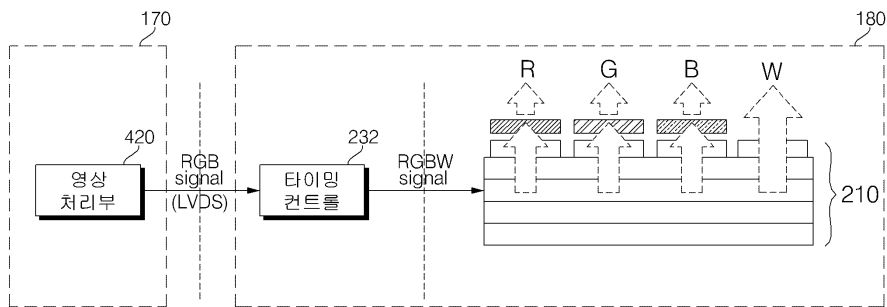 170
180
R G B W
420
영상
처리부
RGB
signal
(LVDS)
232
타이밍
컨트롤
RGBW
signal
210